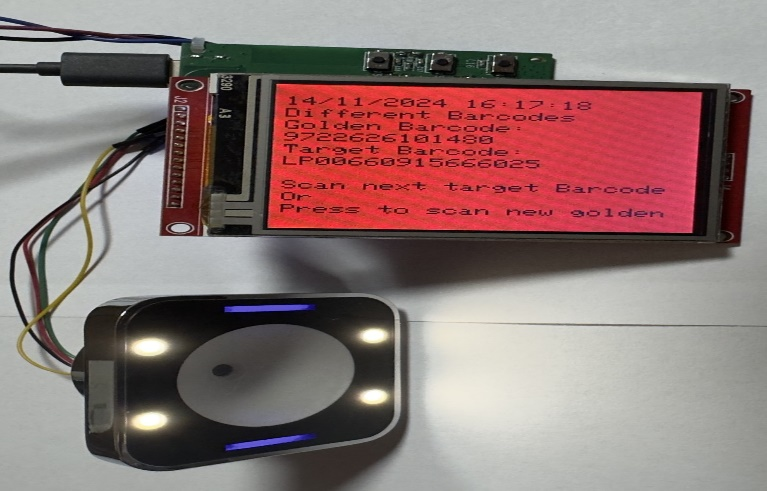 14/11/2024 16:17:18
Different Barcodes
Golden Barcode:
9722626101480
Target Barcode:
LP00660915666025
Scan next target Barcode
Or
Press to scan new golden